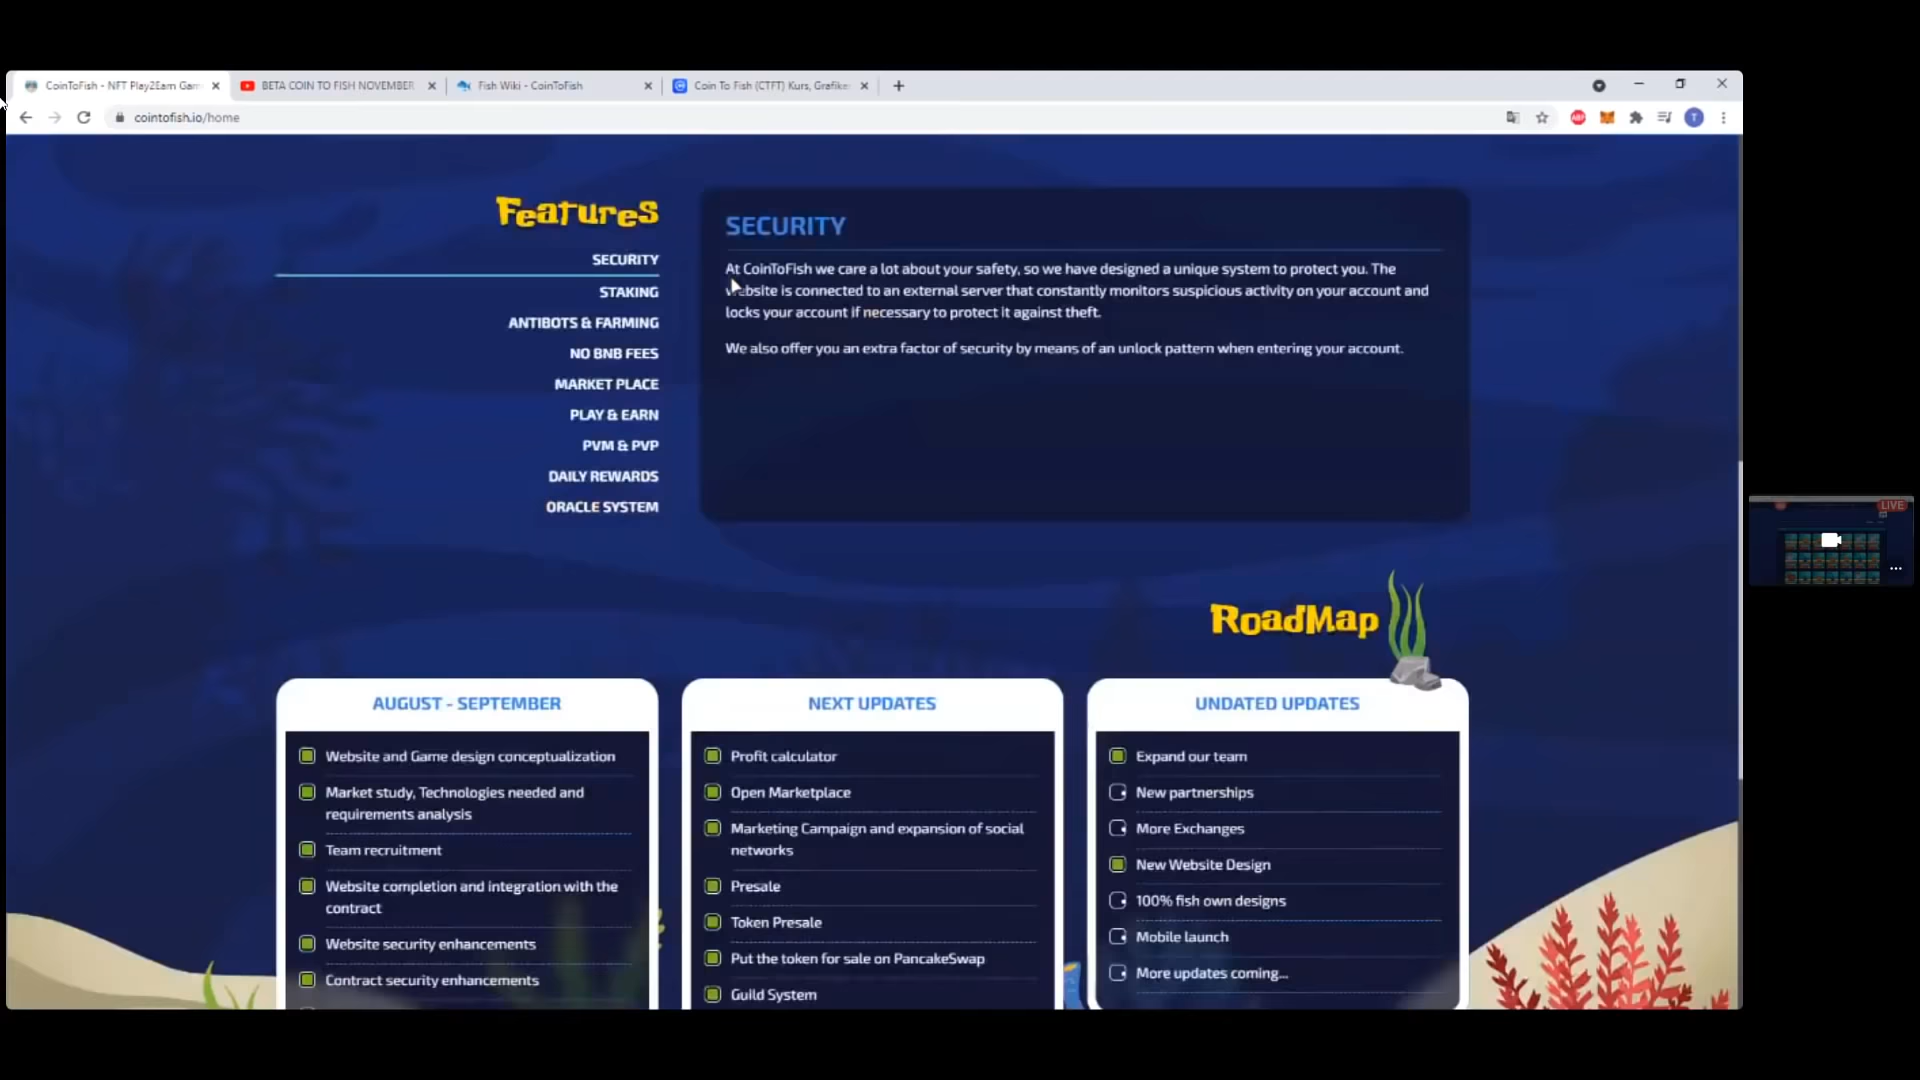 CoinToFish - NFT Play2Earn Gam
BETA COIN TO FISH NOVEMBER
Fish Wiki - CoinToFish
Coin To Fish (CTFT) Kurs, Grafike
cointofish.io/home
ABP
T
Features
SECURITY
STAKING
ANTIBOTS & FARMING
NO BNB FEES
MARKET PLACE
PLAY & EARN
PVM & PVP
DAILY REWARDS
ORACLE SYSTEM
SECURITY
At CoinToFish we care a lot about your safety, so we have designed a unique system to protect you. The
website is connected to an external server that constantly monitors suspicious activity on your account and
locks your account if necessary to protect it against theft.
We also offer you an extra factor of security by means of an unlock pattern when entering your account.
LIVE
RoadMap
AUGUST - SEPTEMBER
Website and Game design conceptualization
Market study, Technologies needed and
requirements analysis
Team recruitment
Website completion and integration with the
contract
Website security enhancements
Contract security enhancements
NEXT UPDATES
Profit calculator
Open Marketplace
Marketing Campaign and expansion of social
networks
Presale
Token Presale
Put the token for sale on PancakeSwap
Guild System
UNDATED UPDATES
Expand our team
New partnerships
More Exchanges
New Website Design
100% fish own designs
Mobile launch
More updates coming...